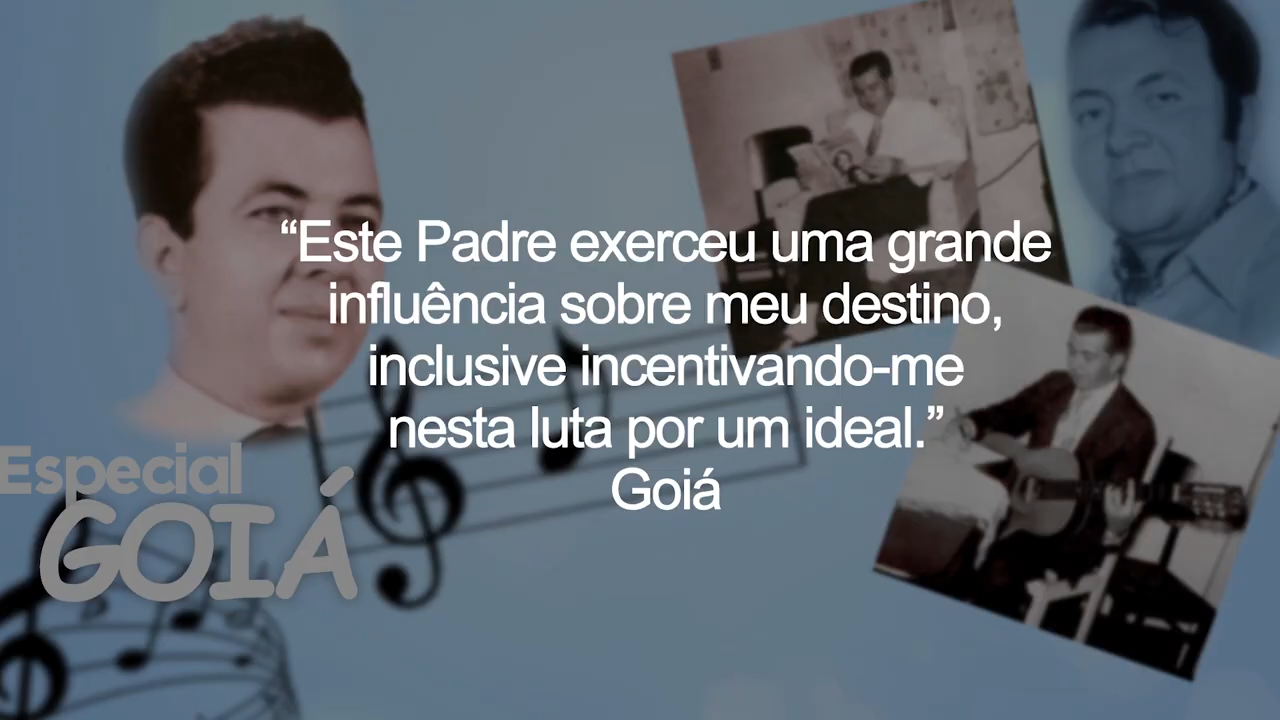 “Este Padre exerceu uma grande
influência sobre meu destino,
inclusive incentivando-me
nesta luta por um ideal.”
Goiá
Especial
GOIÁ